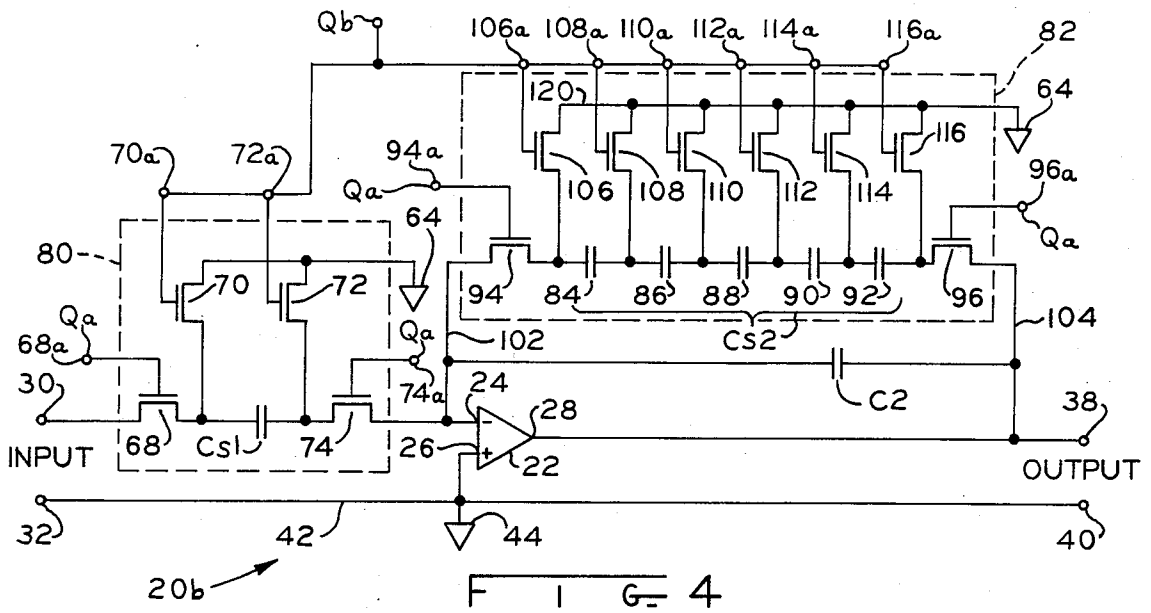 Qb
106a 108a 110a 112a 114a 116a
82
120
64
70a 72a
94a
Qa
106 108 110 112 114 116
96a
Qa
80
64
70 72
94 84 86 88 90 92 96
Cs2
102
104
Qa
68a
Qa
74a
30
68 Cs1 74
24
C2
38
INPUT
26 - + 28
22
OUTPUT
32 42 44 40
20b
FIG-4